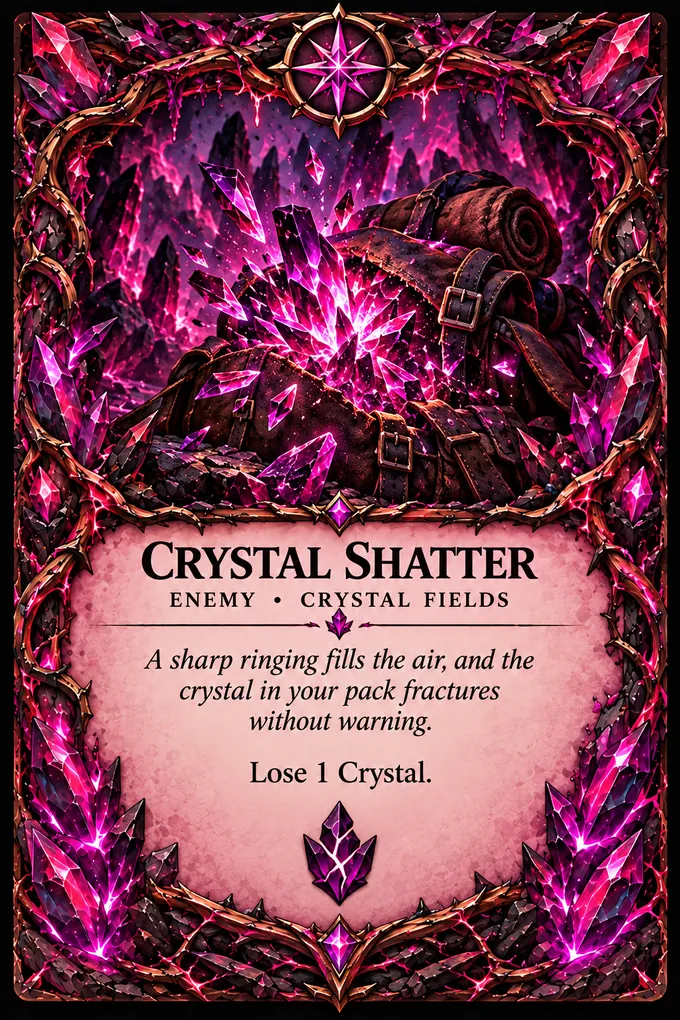 CRYSTAL SHATTER
ENEMY • CRYSTAL FIELDS
A sharp ringing fills the air, and the
crystal in your pack fractures
without warning.
Lose 1 Crystal.